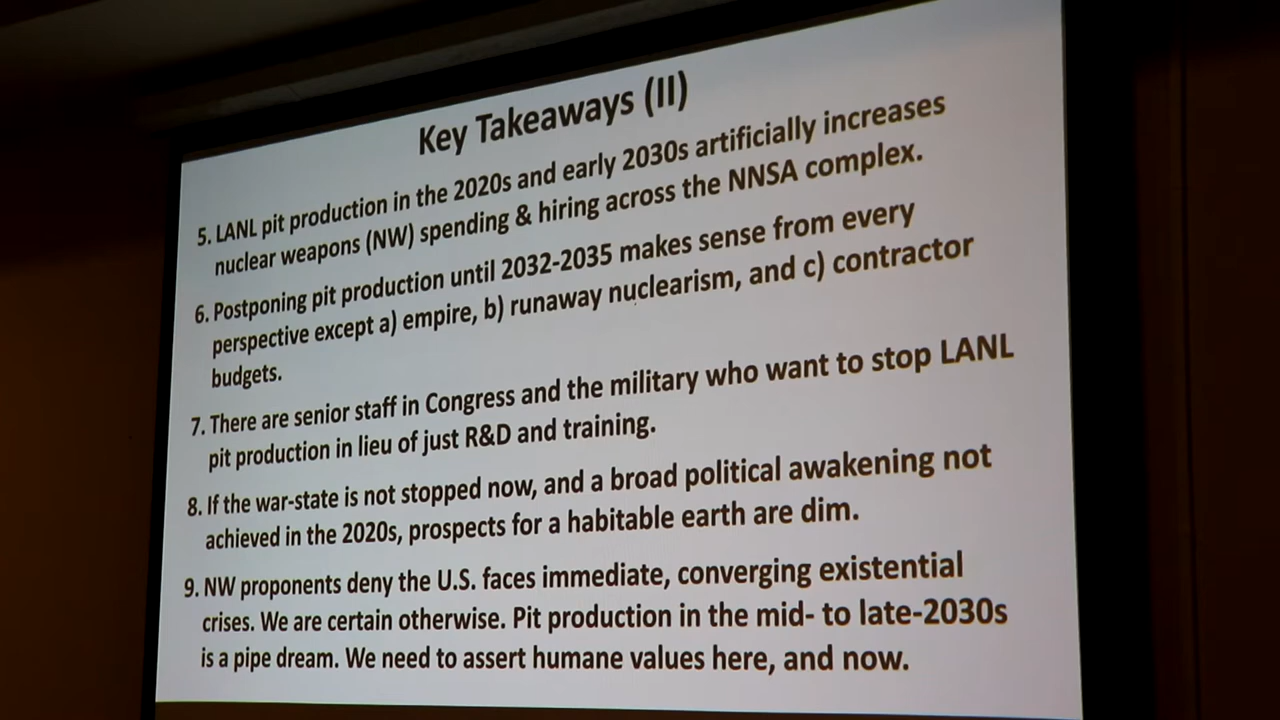 Key Takeaways (II)
5. LANL pit production in the 2020s and early 2030s artificially increases
nuclear weapons (NW) spending & hiring across the NNSA complex.
6. Postponing pit production until 2032-2035 makes sense from every
perspective except a) empire, b) runaway nuclearism, and c) contractor
budgets.
7. There are senior staff in Congress and the military who want to stop LANL
pit production in lieu of just R&D and training.
8. If the war-state is not stopped now, and a broad political awakening not
achieved in the 2020s, prospects for a habitable earth are dim.
9. NW proponents deny the U.S. faces immediate, converging existential
crises. We are certain otherwise. Pit production in the mid- to late-2030s
is a pipe dream. We need to assert humane values here, and now.